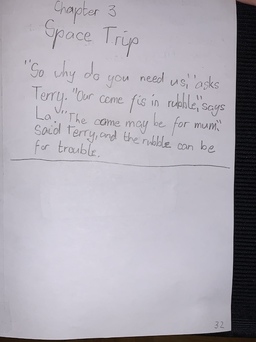 Chapter 3
Space Trip
"So why do you need us," asks
Terry. "Our come is in rubble," says
La. "The come may be for mum,"
said Terry, and the rubble can be
for trouble.
32